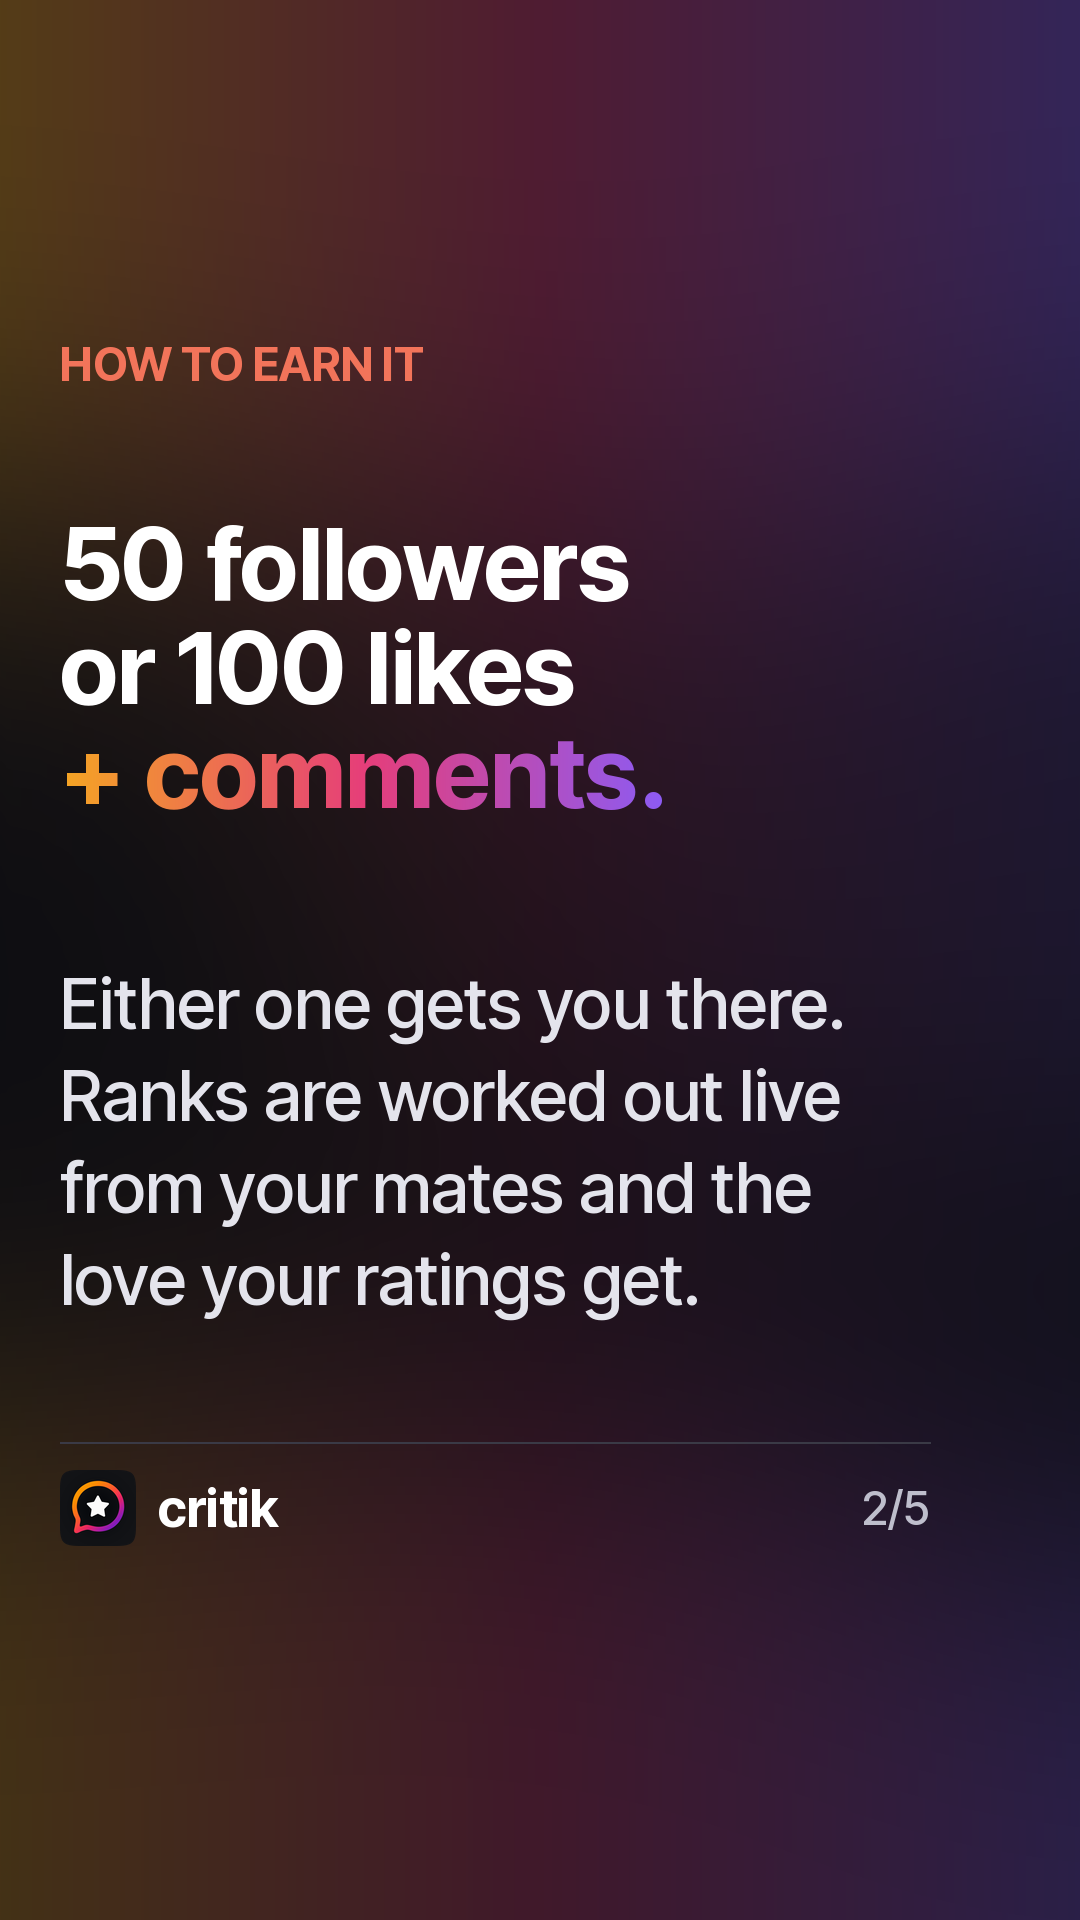 HOW TO EARN IT
50 followers
or 100 likes
+ comments.
Either one gets you there.
Ranks are worked out live
from your mates and the
love your ratings get.
critik
2/5